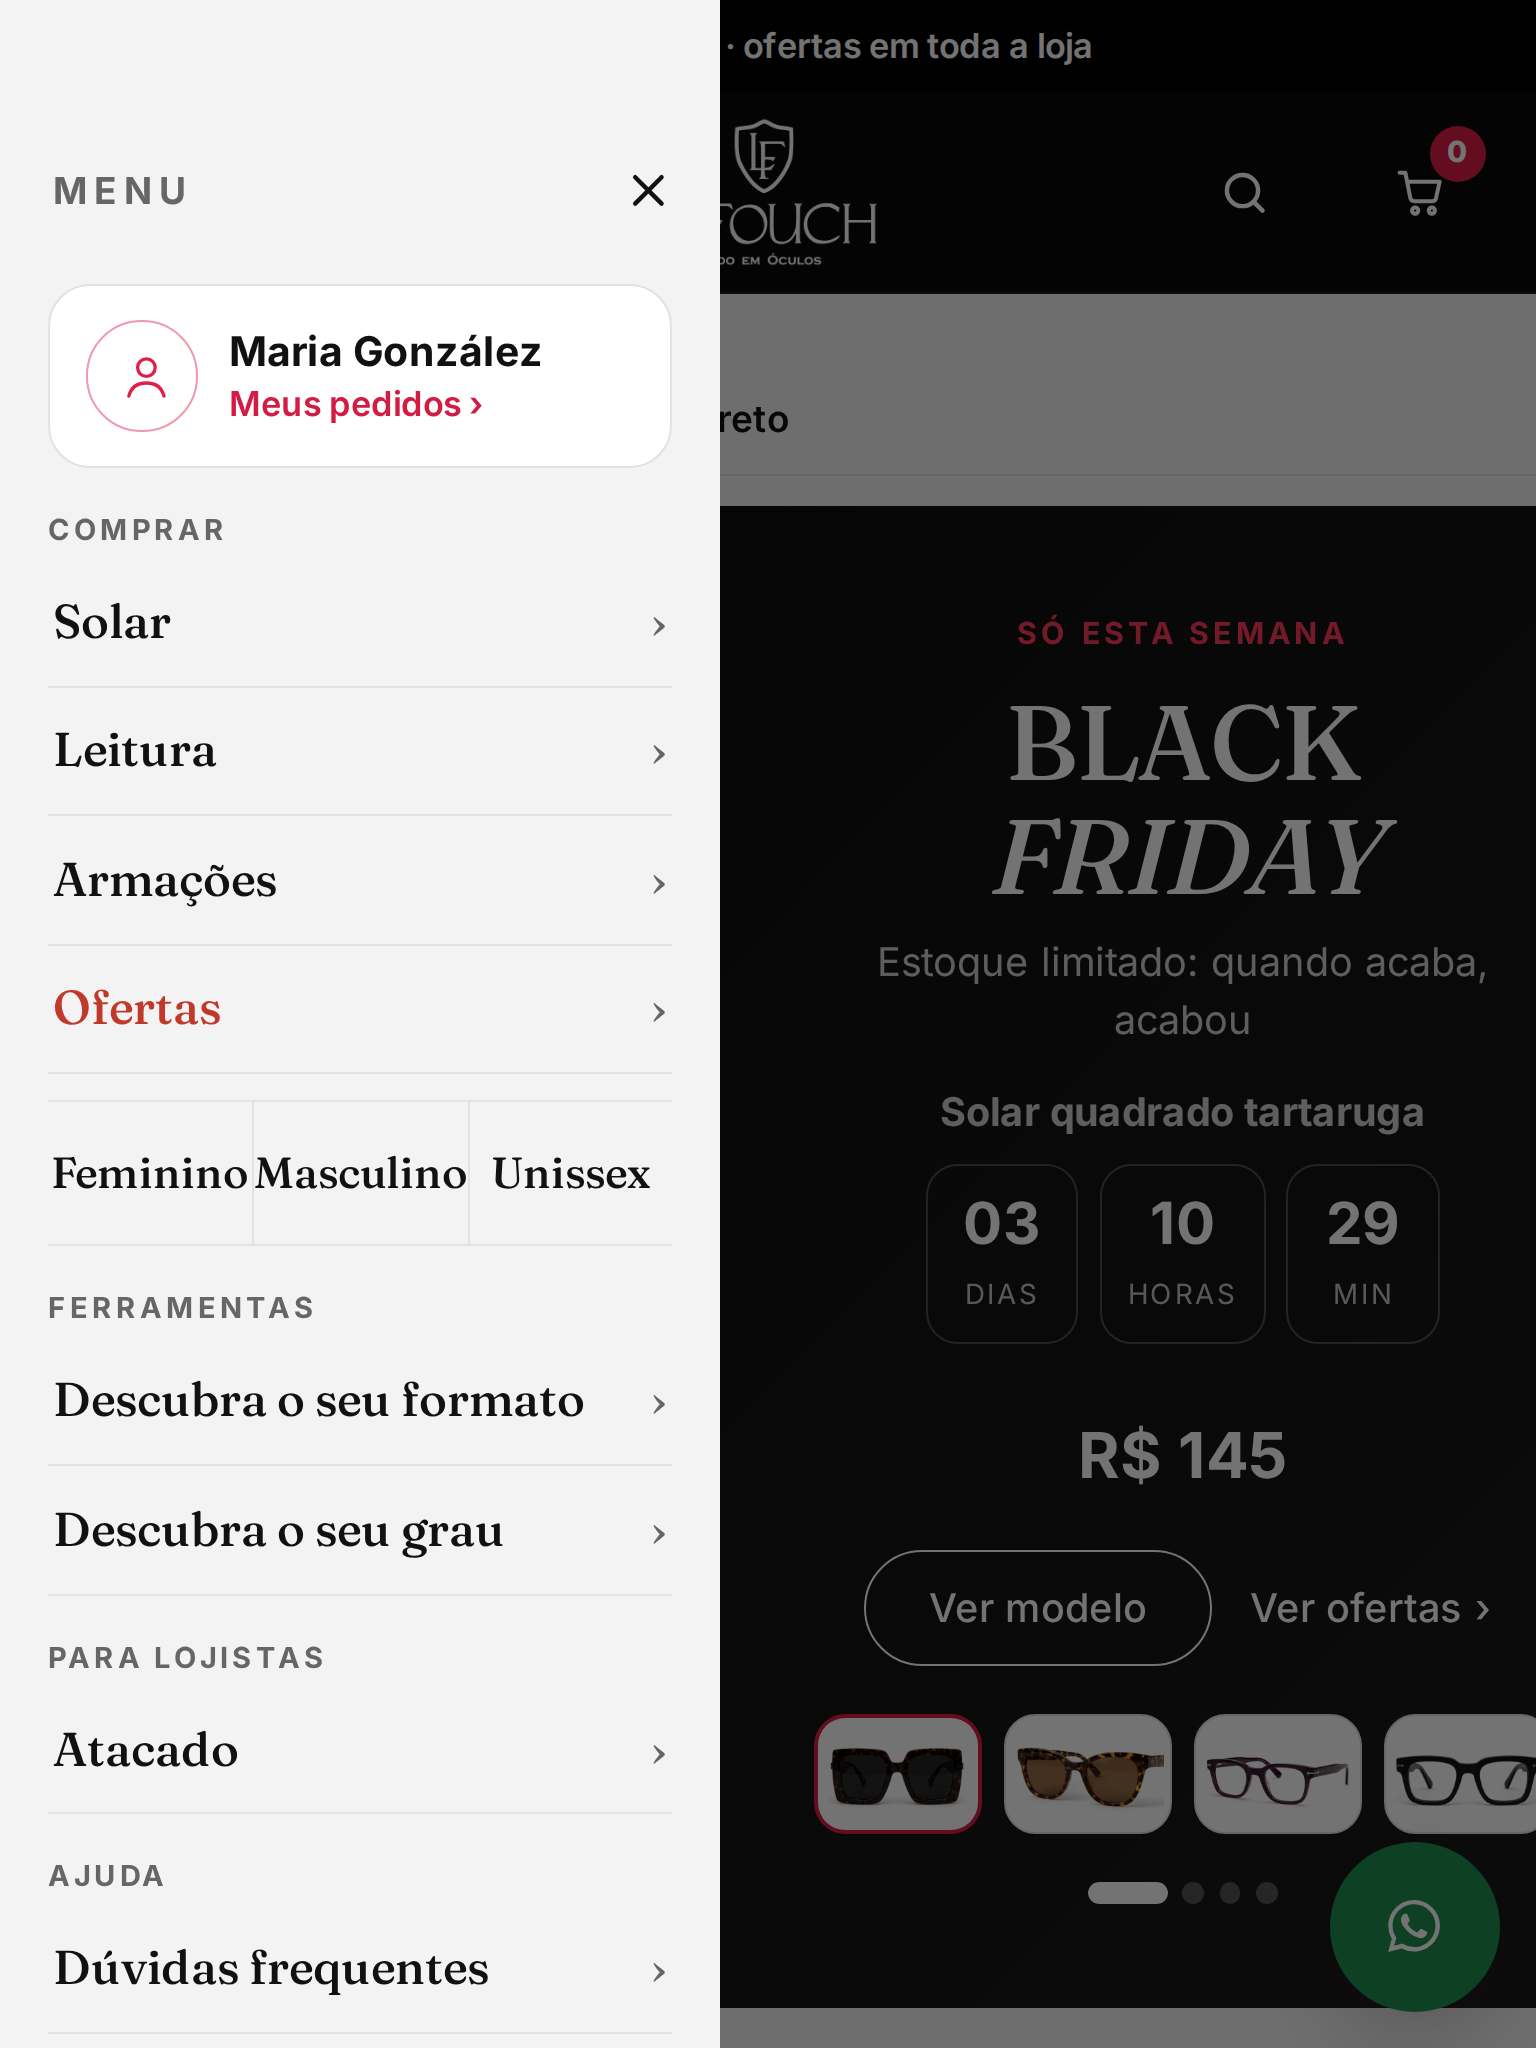 · ofertas em toda a loja
MENU
LF
FOUCH
DO EM ÓCULOS
0
Maria González
Meus pedidos ›
reto
COMPRAR
Solar ›
Leitura ›
Armações ›
Ofertas ›
Feminino Masculino Unissex
FERRAMENTAS
Descubra o seu formato ›
Descubra o seu grau ›
PARA LOJISTAS
Atacado ›
AJUDA
Dúvidas frequentes ›
SÓ ESTA SEMANA
BLACK
FRIDAY
Estoque limitado: quando acaba,
acabou
Solar quadrado tartaruga
03 10 29
DIAS HORAS MIN
R$ 145
Ver modelo Ver ofertas ›